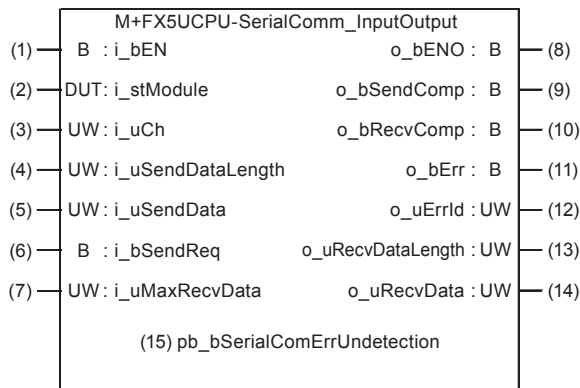 M+FX5UCPU-SerialComm_InputOutput
(1) B : i_bEN o_bENO : B (8)
(2) DUT: i_stModule o_bSendComp : B (9)
(3) UW : i_uCh o_bRecvComp : B (10)
(4) UW : i_uSendDataLength o_bErr : B (11)
(5) UW : i_uSendData o_uErrId : UW (12)
(6) B : i_bSendReq o_uRecvDataLength : UW (13)
(7) UW : i_uMaxRecvData o_uRecvData : UW (14)
(15) pb_bSerialComErrUndetection